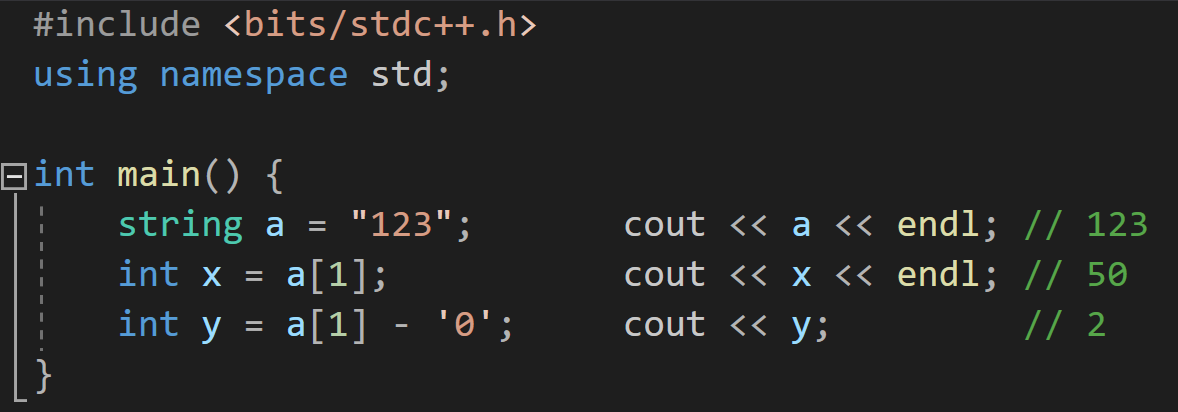 #include <bits/stdc++.h>
using namespace std;
int main() {
string a = "123"; cout << a << endl; // 123
int x = a[1]; cout << x << endl; // 50
int y = a[1] - '0'; cout << y; // 2
}